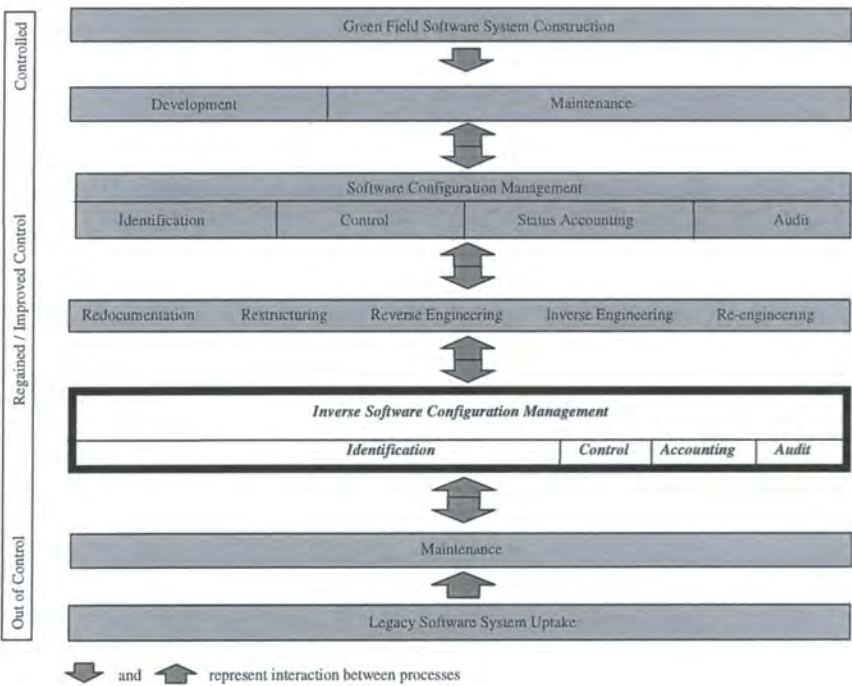 Controlled
Regained / Improved Control
Out of Control
Green Field Software System Construction
Development Maintenance
Software Configuration Management
Identification Control Status Accounting Audit
Redocumentation Restructuring Reverse Engineering Inverse Engineering Re-engineering
Inverse Software Configuration Management
Identification Control Accounting Audit
Maintenance
Legacy Software System Uptake
and represent interaction between processes